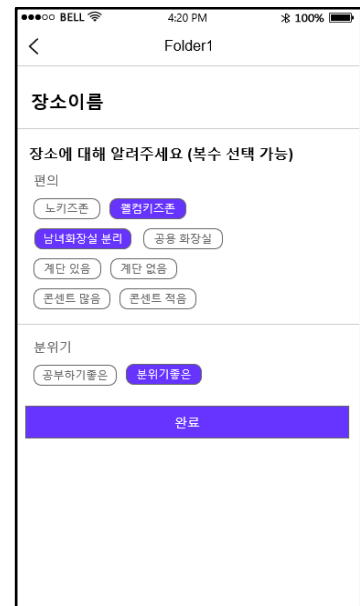 BELL 4:20 PM 100%
Folder1
장소이름
장소에 대해 알려주세요 (복수 선택 가능)
편의
노키즈존 웰컴키즈존
남녀화장실 분리 공용 화장실
계단 있음 계단 없음
콘센트 많음 콘센트 적음
분위기
공부하기좋은 분위기좋은
완료